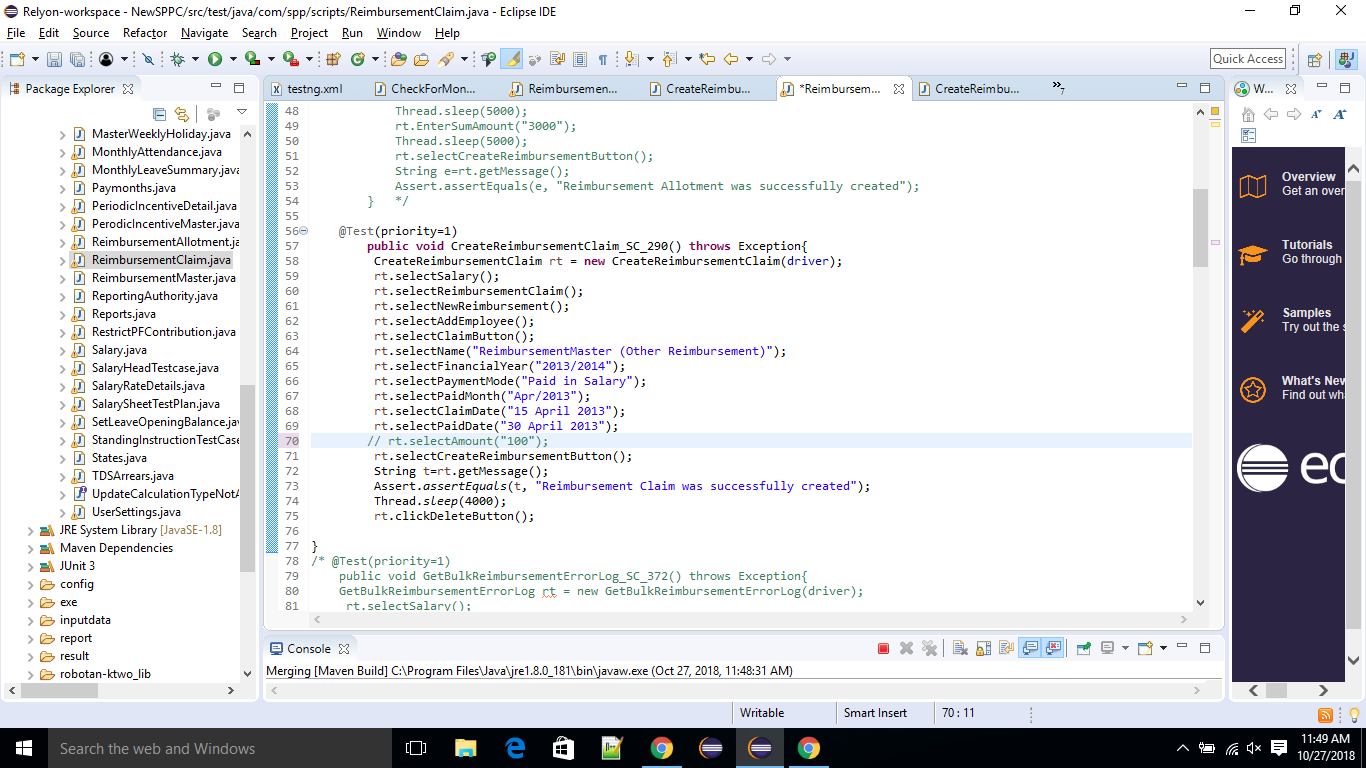 Relyon-workspace - NewSPPC/src/test/java/com/spp/scripts/ReimbursementClaim.java - Eclipse IDE
File Edit Source Refactor Navigate Search Project Run Window Help
Quick Access
Package Explorer
testng.xml
CheckForMon...
Reimbursemen...
CreateReimbu...
*Reimbursem...
CreateReimbu...
»7
W...
MasterWeeklyHoliday.java
MonthlyAttendance.java
MonthlyLeaveSummary.java
Paymonths.java
PeriodicIncentiveDetail.java
PerodicIncentiveMaster.java
ReimbursementAllotment.ja
ReimbursementClaim.java
ReimbursementMaster.java
ReportingAuthority.java
Reports.java
RestrictPFContribution.java
Salary.java
SalaryHeadTestcase.java
SalaryRateDetails.java
SalarySheetTestPlan.java
SetLeaveOpeningBalance.jav
StandingInstructionTestCase
States.java
TDSArrears.java
UpdateCalculationTypeNotA
UserSettings.java
JRE System Library [JavaSE-1.8]
Maven Dependencies
JUnit 3
config
exe
inputdata
report
result
robotan-ktwo_lib
48 Thread.sleep(5000);
49 rt.EnterSumAmount("3000");
50 Thread.sleep(5000);
51 rt.selectCreateReimbursementButton();
52 String e=rt.getMessage();
53 Assert.assertEquals(e, "Reimbursement Allotment was successfully created");
54 } */
55
56 @Test(priority=1)
57 public void CreateReimbursementClaim_SC_290() throws Exception{
58 CreateReimbursementClaim rt = new CreateReimbursementClaim(driver);
59 rt.selectSalary();
60 rt.selectReimbursementClaim();
61 rt.selectNewReimbursement();
62 rt.selectAddEmployee();
63 rt.selectClaimButton();
64 rt.selectName("ReimbursementMaster (Other Reimbursement)");
65 rt.selectFinancialYear("2013/2014");
66 rt.selectPaymentMode("Paid in Salary");
67 rt.selectPaidMonth("Apr/2013");
68 rt.selectClaimDate("15 April 2013");
69 rt.selectPaidDate("30 April 2013");
70 // rt.selectAmount("100");
71 rt.selectCreateReimbursementButton();
72 String t=rt.getMessage();
73 Assert.assertEquals(t, "Reimbursement Claim was successfully created");
74 Thread.sleep(4000);
75 rt.clickDeleteButton();
76
77 }
78 /* @Test(priority=1)
79 public void GetBulkReimbursementErrorLog_SC_372() throws Exception{
80 GetBulkReimbursementErrorLog rt = new GetBulkReimbursementErrorLog(driver);
81 rt.selectSalary();
Overview
Get an over
Tutorials
Go through
Samples
Try out the s
What's New
Find out wh
ec
Console
Merging [Maven Build] C:\Program Files\Java\jre1.8.0_181\bin\javaw.exe (Oct 27, 2018, 11:48:31 AM)
Writable Smart Insert 70 : 11
Search the web and Windows
11:49 AM
10/27/2018